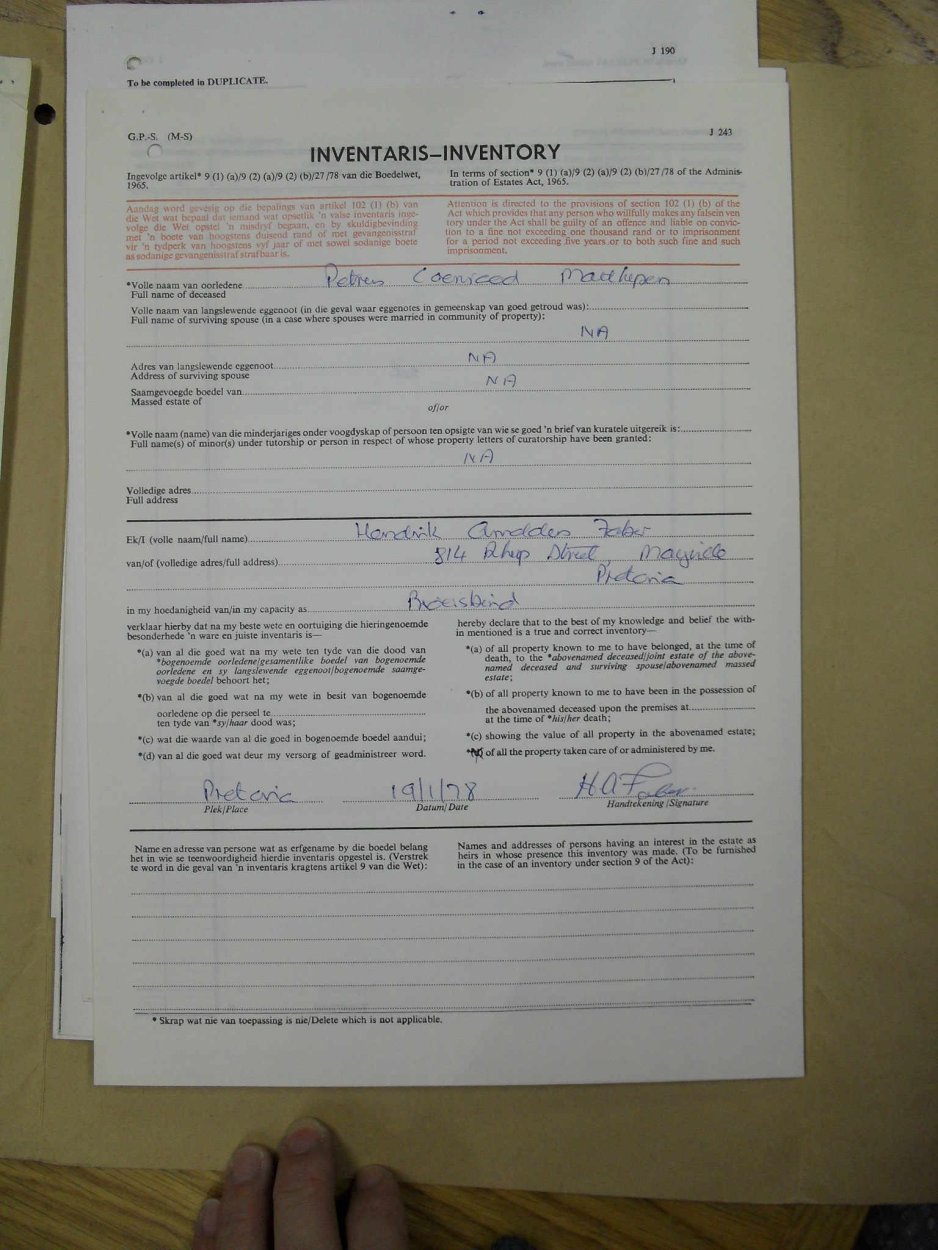 J 190
To be completed in DUPLICATE.
G.P.-S. (M-S)
J 243
INVENTARIS–INVENTORY
Ingevolge artikel* 9 (1) (a)/9 (2) (a)/9 (2) (b)/27/78 van die Boedelwet,
1965.
In terms of section* 9 (1) (a)/9 (2) (a)/9 (2) (b)/27/78 of the Adminis-
tration of Estates Act, 1965.
Aandag word gevestig op die bepalings van artikel 102 (1) (b) van
die Wet wat bepaal dat iemand wat opsetlik 'n valse inventaris inge-
volge die Wet opstel 'n misdryf begaan, en by skuldigbevinding
met 'n boete van hoogstens duisend rand of met gevangenisstraf
vir 'n tydperk van hoogstens vyf jaar of met sowel sodanige boete
as sodanige gevangenisstraf strafbaar is.
Attention is directed to the provisions of section 102 (1) (b) of the
Act which provides that any person who willfully makes any falsein ven
tory under the Act shall be guilty of an offence and liable on convic-
tion to a fine not exceeding one thousand rand or to imprisonment
for a period not exceeding five years or to both such fine and such
imprisonment.
*Volle naam van oorledene Petrus Coenraad
Full name of deceased
Volle naam van langslewende eggenoot (in die geval waar eggenotes in gemeenskap van goed getroud was):
Full name of surviving spouse (in a case where spouses were married in community of property):
NA
Adres van langslewende eggenoot NA
Address of surviving spouse
Saamgevoegde boedel van NA
Massed estate of
of/or
*Volle naam (name) van die minderjariges onder voogdyskap of persoon ten opsigte van wie se goed 'n brief van kuratele uitgereik is:
Full name(s) of minor(s) under tutorship or person in respect of whose property letters of curatorship have been granted:
NA
Volledige adres
Full address
Ek/I (volle naam/full name) Hendrik Faber
van/of (volledige adres/full address) 814 Street
Pretoria
in my hoedanigheid van/in my capacity as
verklaar hierby dat na my beste wete en oortuiging die hieringenoemde
besonderhede 'n ware en juiste inventaris is—
*(a) van al die goed wat na my wete ten tyde van die dood van
*bogenoemde oorledene/gesamentlike boedel van bogenoemde
oorledene en sy langslewende eggenoot/bogenoemde saamge-
voegde boedel behoort het;
*(b) van al die goed wat na my wete in besit van bogenoemde
oorledene op die perseel te
ten tyde van *sy/haar dood was;
*(c) wat die waarde van al die goed in bogenoemde boedel aandui;
*(d) van al die goed wat deur my versorg of geadministreer word.
hereby declare that to the best of my knowledge and belief the with-
in mentioned is a true and correct inventory—
*(a) of all property known to me to have belonged, at the time of
death, to the *abovenamed deceased/joint estate of the above-
named deceased and surviving spouse/abovenamed massed
estate;
*(b) of all property known to me to have been in the possession of
the abovenamed deceased upon the premises at
at the time of *his/her death;
*(c) showing the value of all property in the abovenamed estate;
of all the property taken care of or administered by me.
Pretoria 19/1/78 H A Faber
Plek/Place Datum/Date Handtekening/Signature
Name en adresse van persone wat as erfgename by die boedel belang
het in wie se teenwoordigheid hierdie inventaris opgestel is. (Verstrek
te word in die geval van 'n inventaris kragtens artikel 9 van die Wet):
Names and addresses of persons having an interest in the estate as
heirs in whose presence this inventory was made. (To be furnished
in the case of an inventory under section 9 of the Act):
* Skrap wat nie van toepassing is nie/Delete which is not applicable.